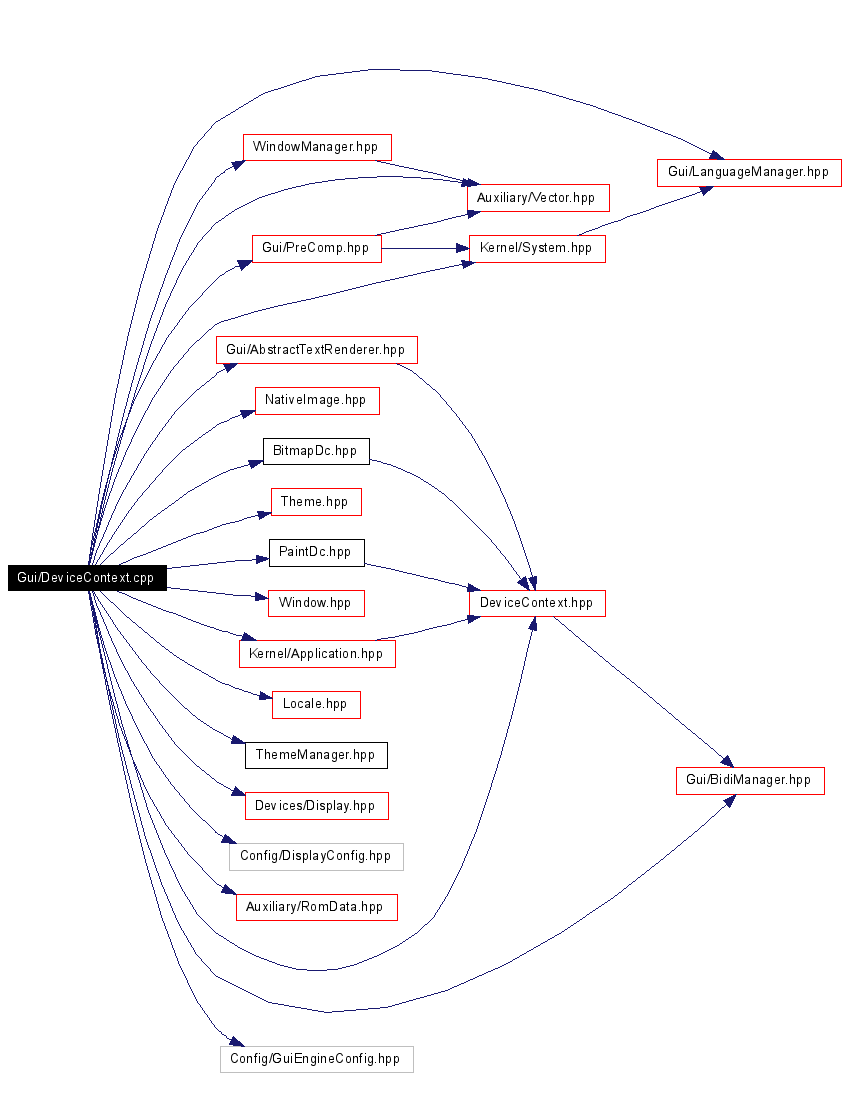 WindowManager.hpp
Gui/LanguageManager.hpp
Auxiliary/Vector.hpp
Gui/PreComp.hpp
Kernel/System.hpp
Gui/AbstractTextRenderer.hpp
NativeImage.hpp
BitmapDc.hpp
Theme.hpp
PaintDc.hpp
Gui/DeviceContext.cpp
Window.hpp
DeviceContext.hpp
Kernel/Application.hpp
Locale.hpp
ThemeManager.hpp
Gui/BidiManager.hpp
Devices/Display.hpp
Config/DisplayConfig.hpp
Auxiliary/RomData.hpp
Config/GuiEngineConfig.hpp